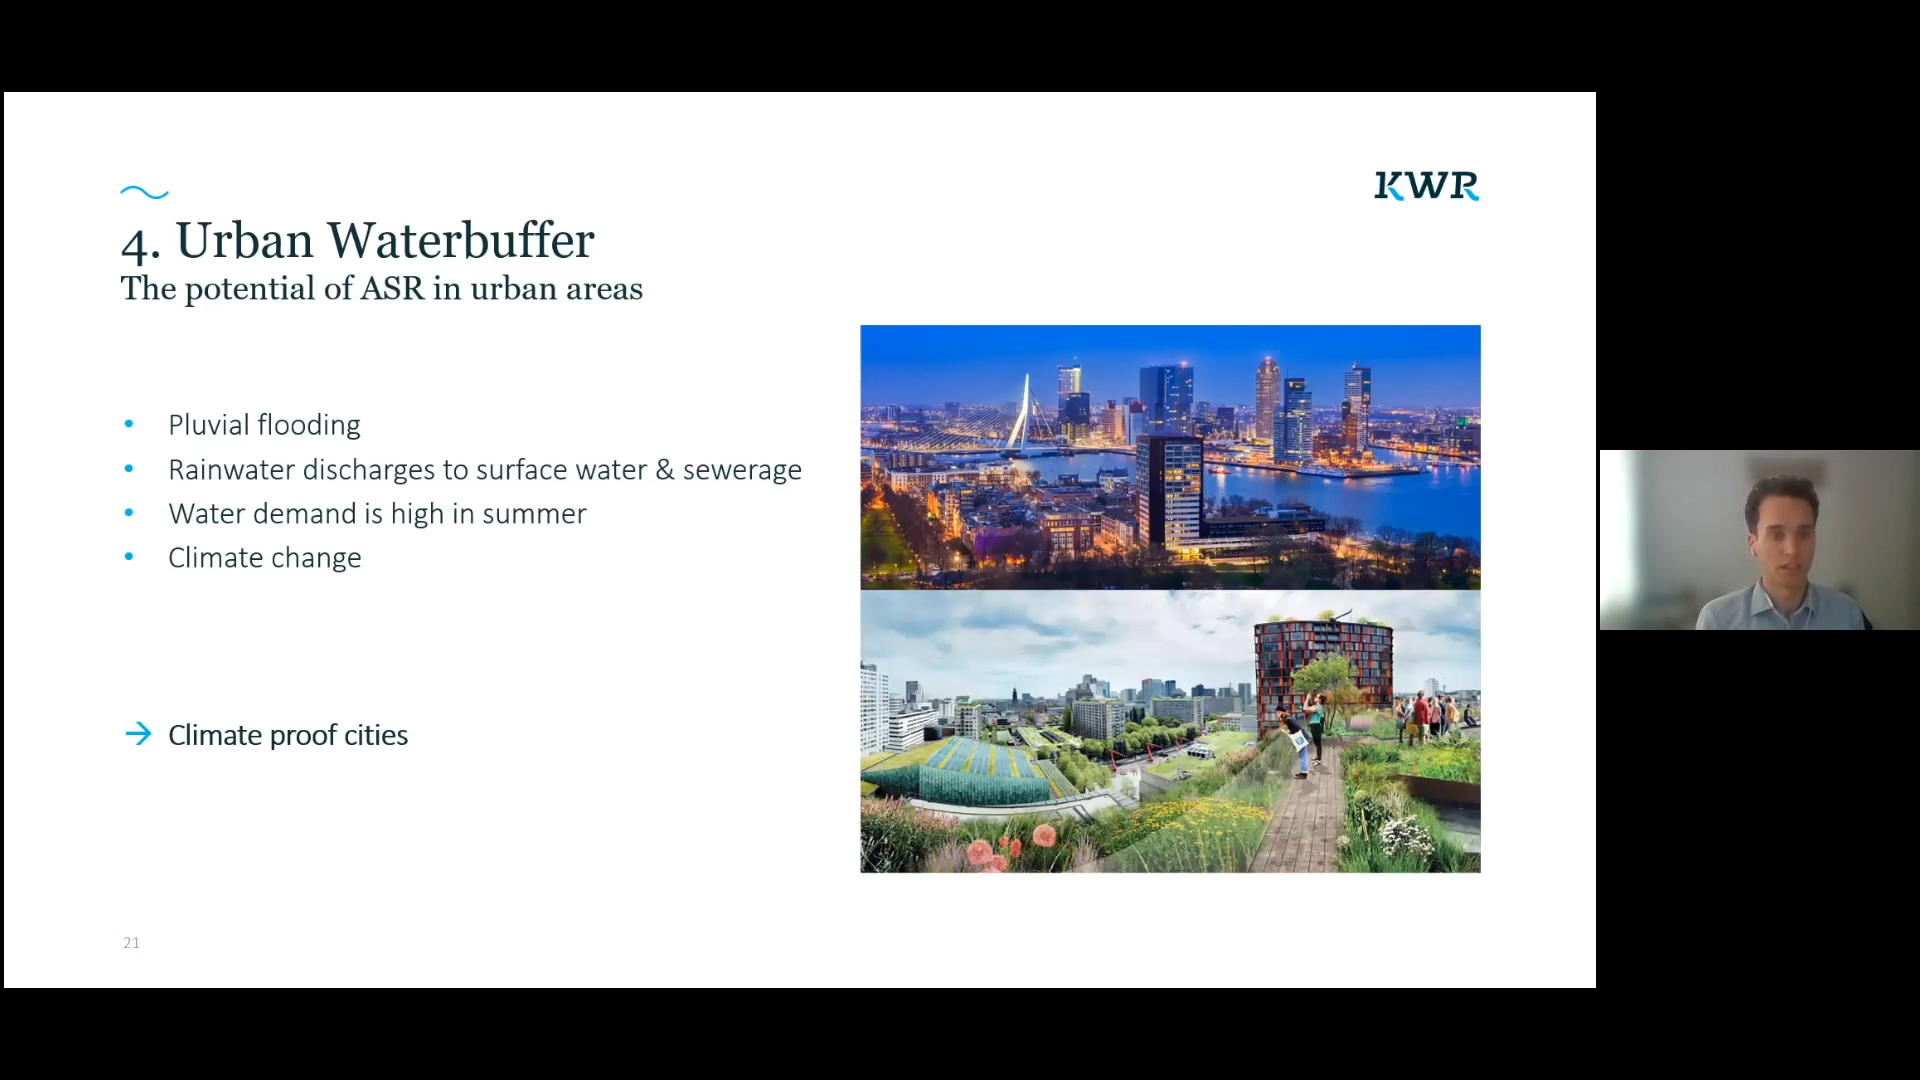 KWR
4. Urban Waterbuffer
The potential of ASR in urban areas
• Pluvial flooding
• Rainwater discharges to surface water & sewerage
• Water demand is high in summer
• Climate change
→ Climate proof cities
21